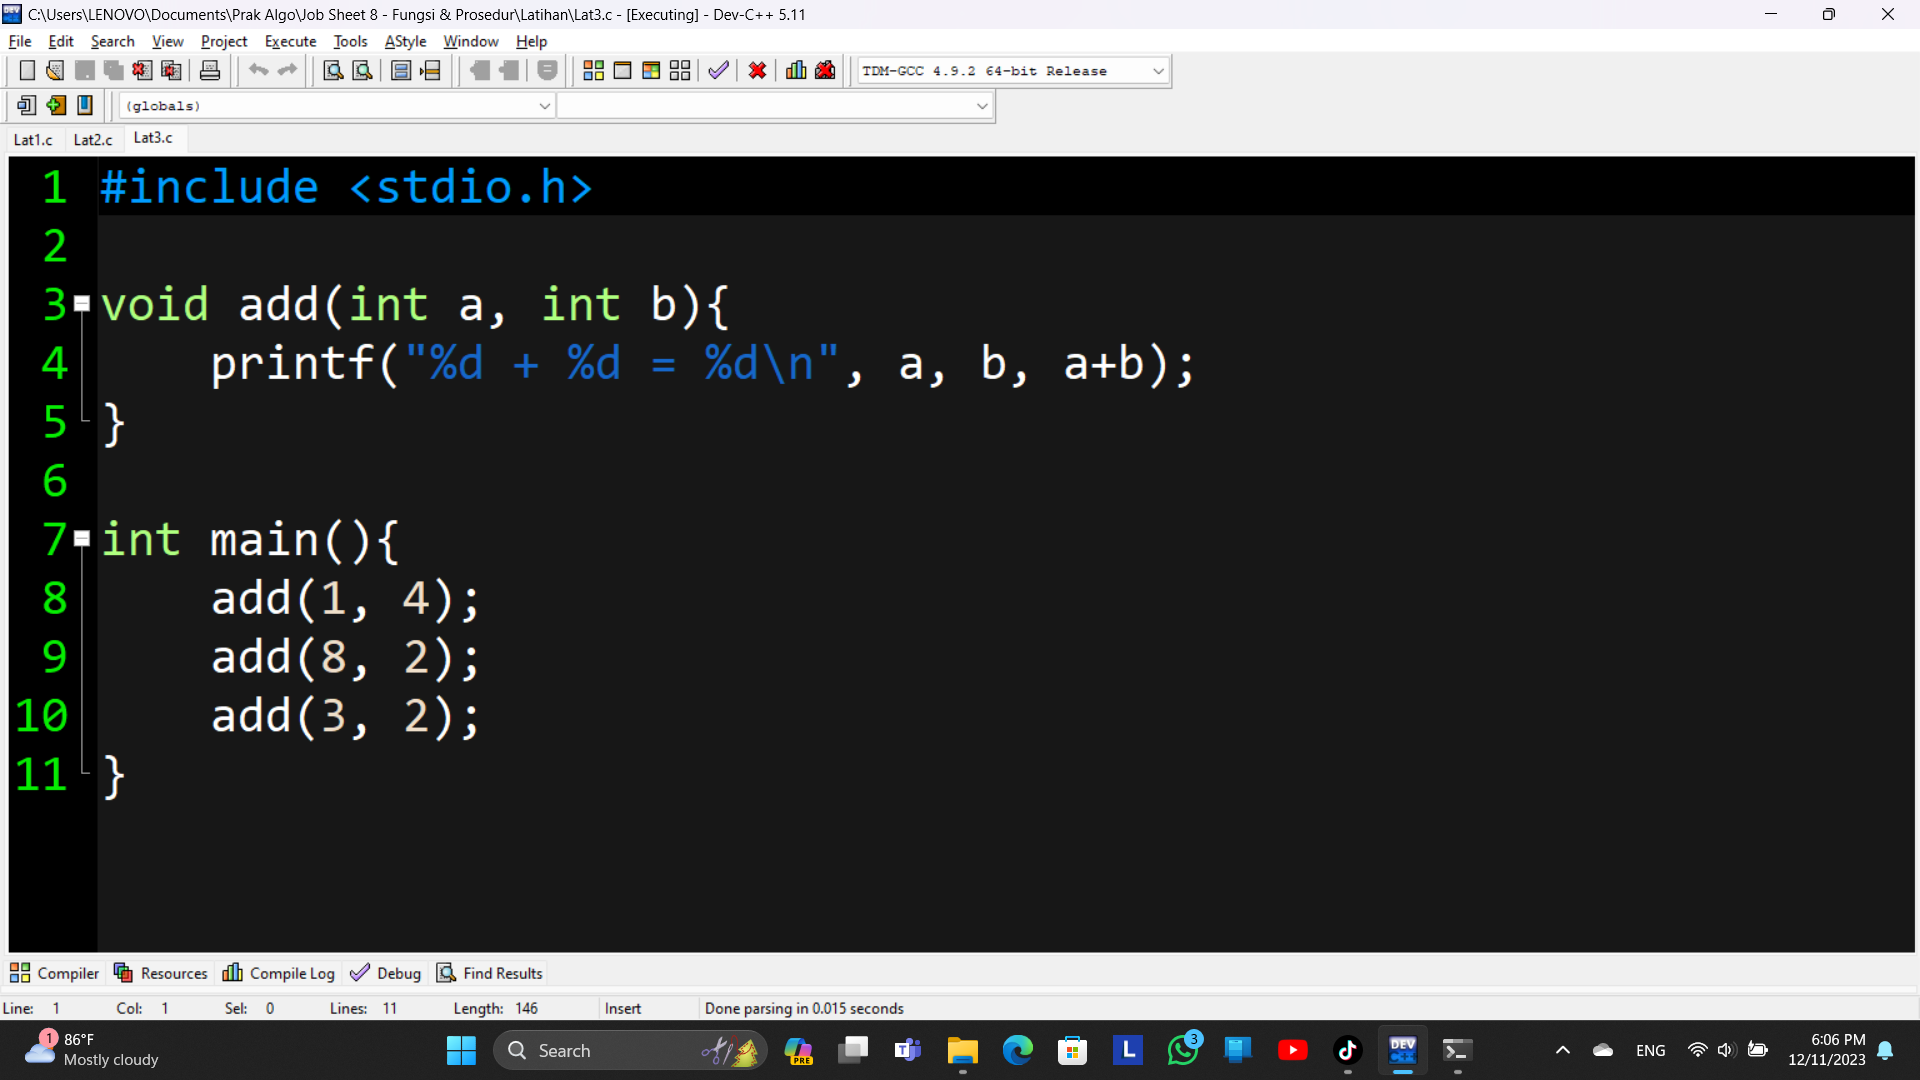 C:\Users\LENOVO\Documents\Prak Algo\Job Sheet 8 - Fungsi & Prosedur\Latihan\Lat3.c - [Executing] - Dev-C++ 5.11
File Edit Search View Project Execute Tools AStyle Window Help
TDM-GCC 4.9.2 64-bit Release
(globals)
Lat1.c Lat2.c Lat3.c
1 #include <stdio.h>
2
3 void add(int a, int b){
4 printf("%d + %d = %d\n", a, b, a+b);
5 }
6
7 int main(){
8 add(1, 4);
9 add(8, 2);
10 add(3, 2);
11 }
Compiler Resources Compile Log Debug Find Results
Line: 1 Col: 1 Sel: 0 Lines: 11 Length: 146 Insert Done parsing in 0.015 seconds
1 86°F
Mostly cloudy
Search
PRE
L
3
DEV
C++
ENG
6:06 PM
12/11/2023